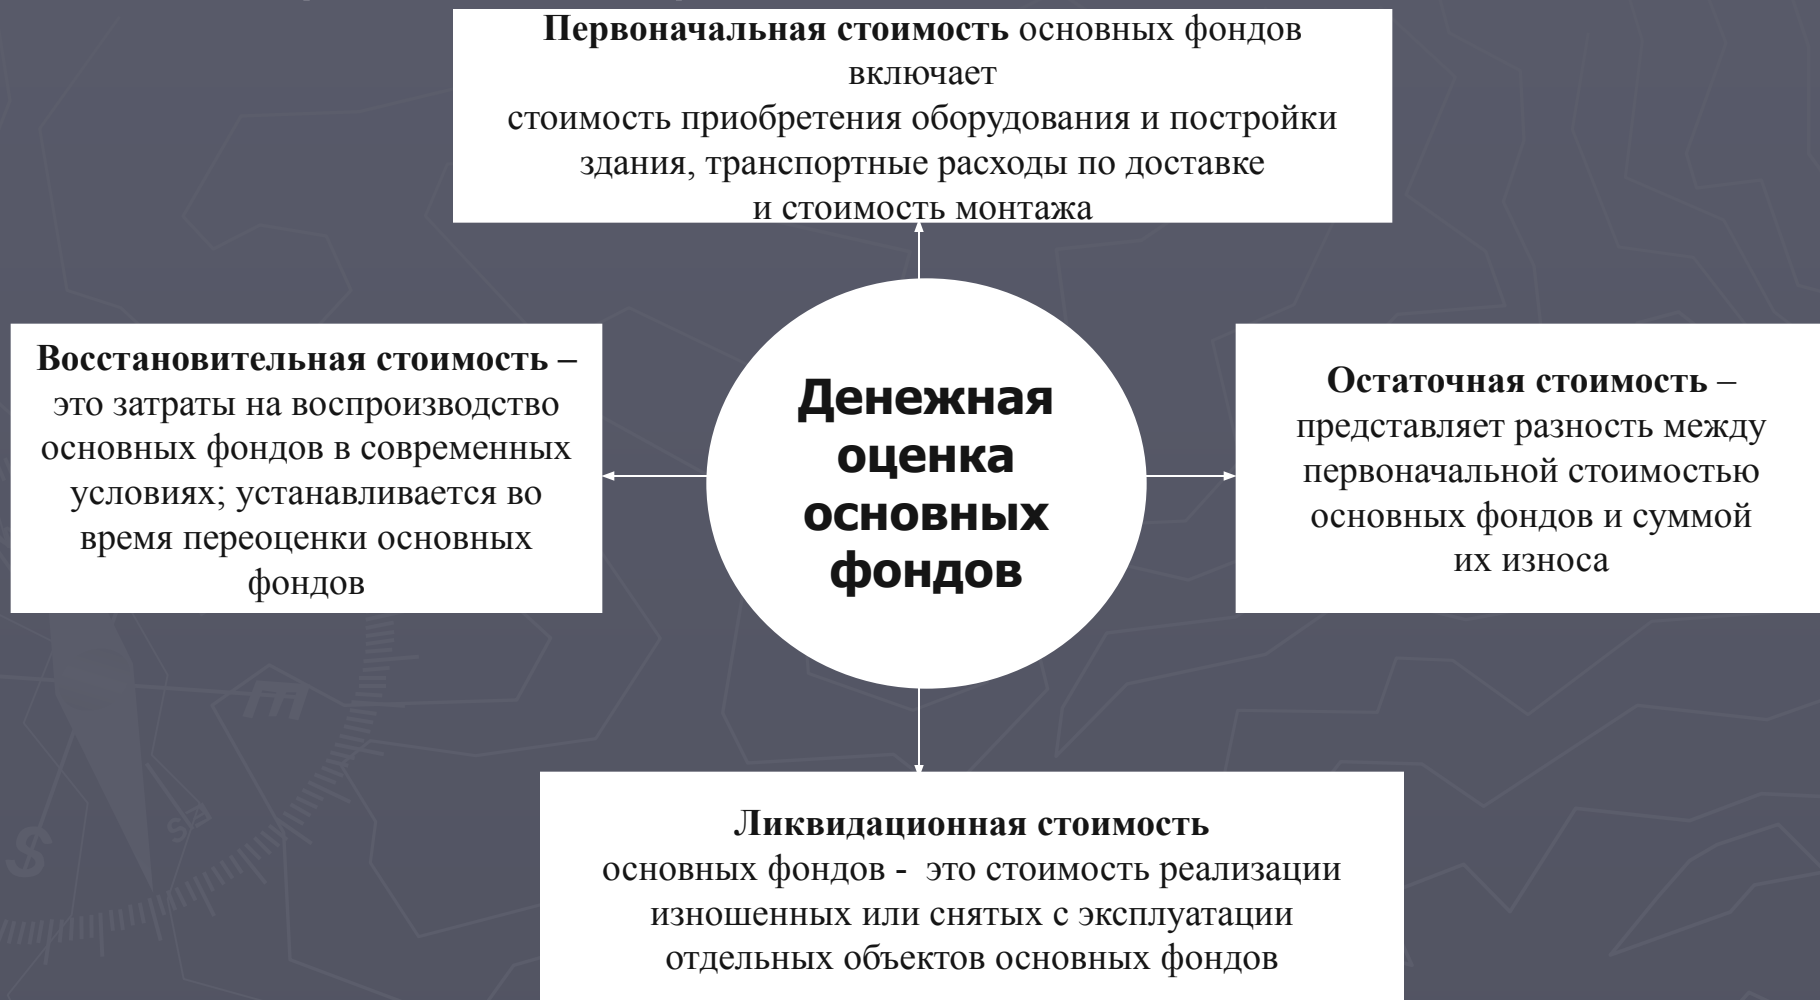 Первоначальная стоимость основных фондов
включает
стоимость приобретения оборудования и постройки
здания, транспортные расходы по доставке
и стоимость монтажа
Восстановительная стоимость –
это затраты на воспроизводство
основных фондов в современных
условиях; устанавливается во
время переоценки основных
фондов
Денежная
оценка
основных
фондов
Остаточная стоимость –
представляет разность между
первоначальной стоимостью
основных фондов и суммой
их износа
Ликвидационная стоимость
основных фондов -  это стоимость реализации
изношенных или снятых с эксплуатации
отдельных объектов основных фондов
E
SE
S